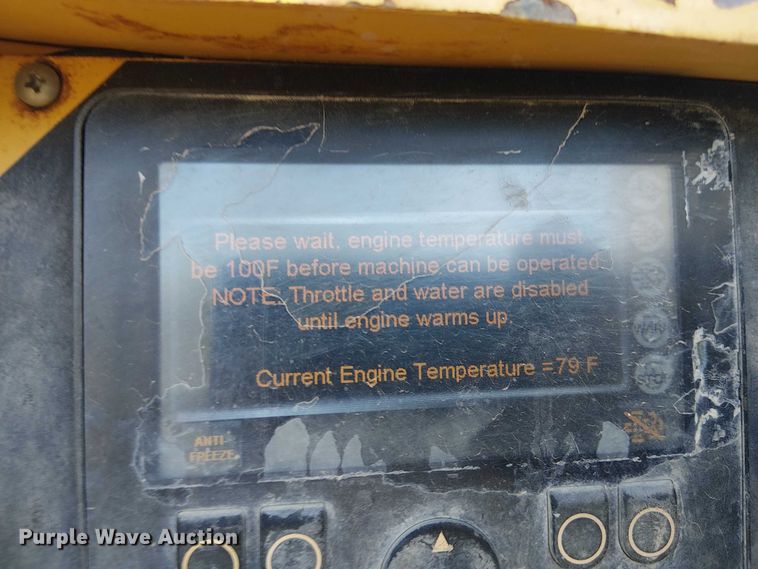 Please wait, engine temperature must
be 100F before machine can be operated.
NOTE: Throttle and water are disabled
until engine warms up.
Current Engine Temperature =79 F
ANTI-
FREEZE
Purple Wave Auction